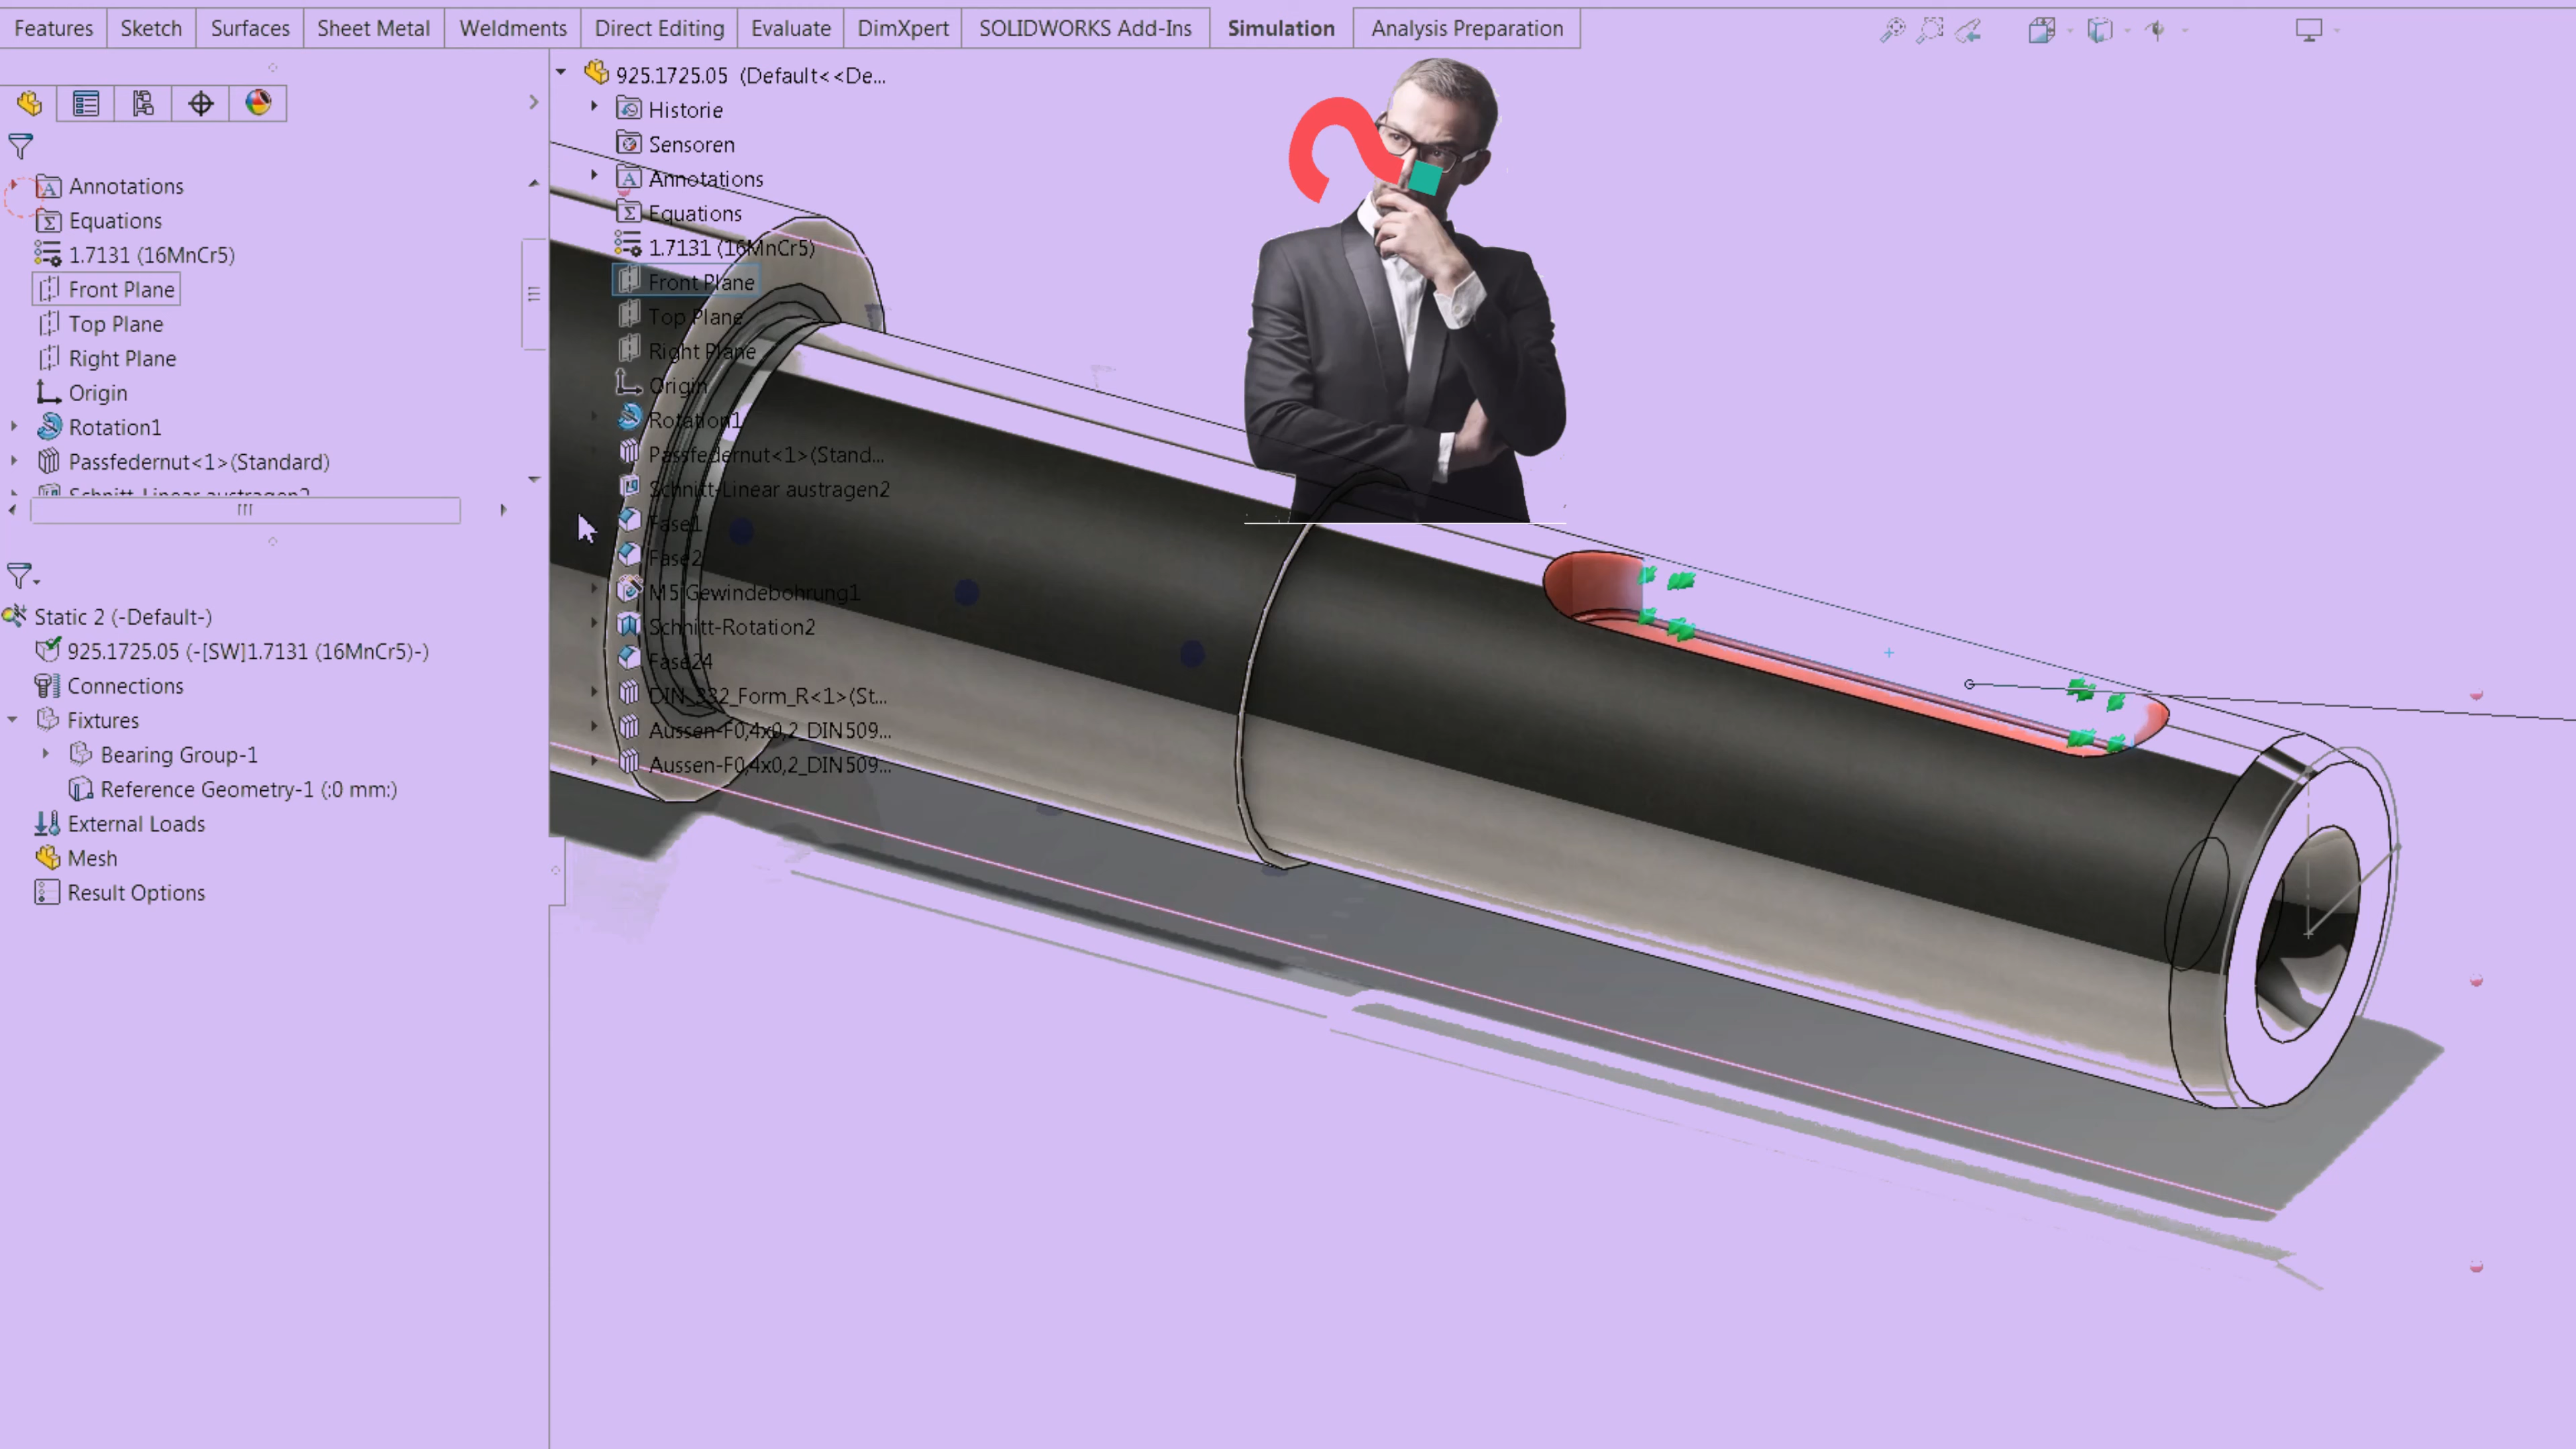 Features Sketch Surfaces Sheet Metal Weldments Direct Editing Evaluate DimXpert SOLIDWORKS Add-Ins Simulation Analysis Preparation
Annotations
Equations
1.7131 (16MnCr5)
Front Plane
Top Plane
Right Plane
Origin
Rotation1
Passfedernut<1>(Standard)
Schnitt-Linear austragen2
Static 2 (-Default-)
925.1725.05 (-[SW]1.7131 (16MnCr5)-)
Connections
Fixtures
Bearing Group-1
Reference Geometry-1 (:0 mm:)
External Loads
Mesh
Result Options
925.1725.05 (Default<<De...
Historie
Sensoren
Annotations
Equations
1.7131 (16MnCr5)
Front Plane
Top Plane
Right Plane
Origin
Rotation1
Passfedernut<1>(Stand...
Schnitt-Linear austragen2
Fase1
Fase2
M5 Gewindebohrung1
Schnitt-Rotation2
Fase24
DIN_332_Form_R<1>(St...
Aussen-F0,4x0,2_DIN509...
Aussen-F0,4x0,2_DIN509...
?